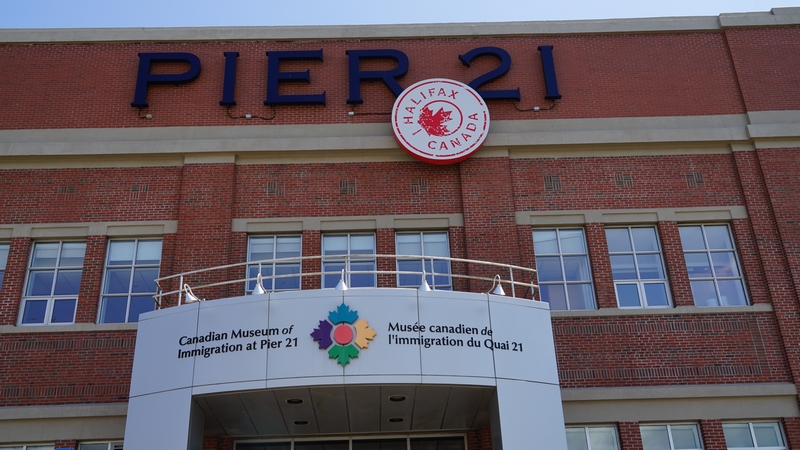 PIER 21
HALIFAX
CANADA
Canadian Museum of
Immigration at Pier 21
Musée canadien de
l'immigration du Quai 21